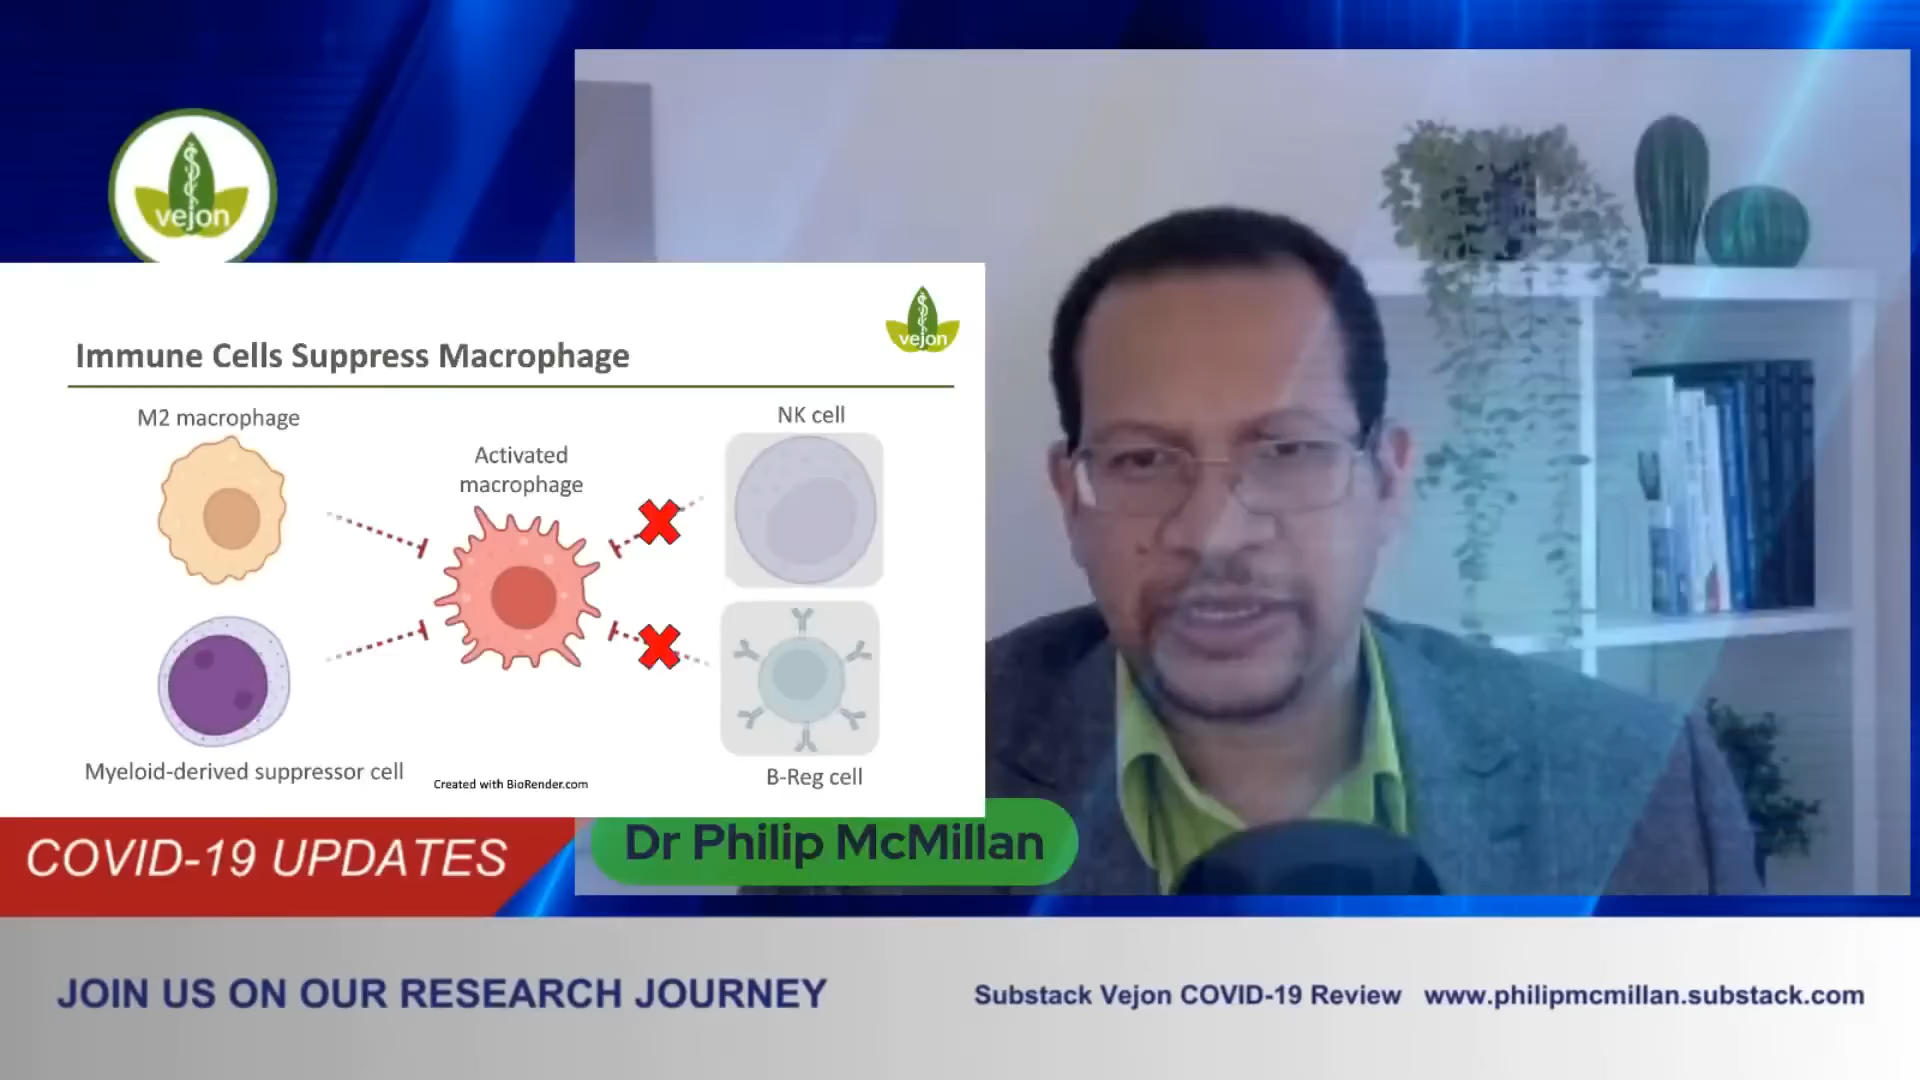 vejon
vejon
Immune Cells Suppress Macrophage
M2 macrophage
NK cell
Activated
macrophage
Myeloid-derived suppressor cell
Created with BioRender.com
B-Reg cell
COVID-19 UPDATES
Dr Philip McMillan
JOIN US ON OUR RESEARCH JOURNEY
Substack Vejon COVID-19 Review www.philipmcmillan.substack.com